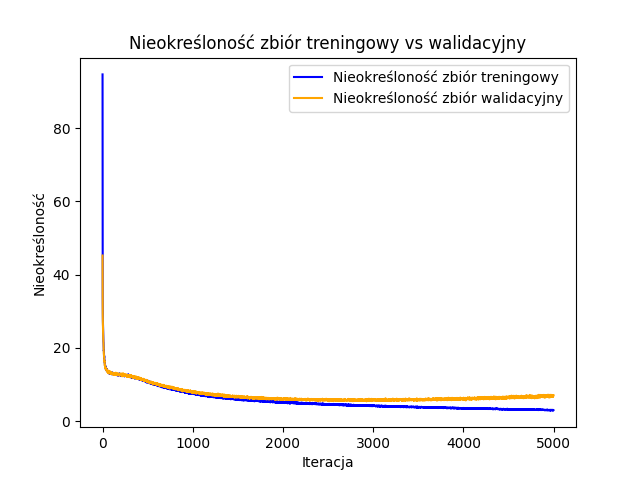 Nieokreśloność zbiór treningowy vs walidacyjny
Nieokreśloność zbiór treningowy
Nieokreśloność zbiór walidacyjny
Nieokreśloność
80
60
40
20
0
0 1000 2000 3000 4000 5000
Iteracja